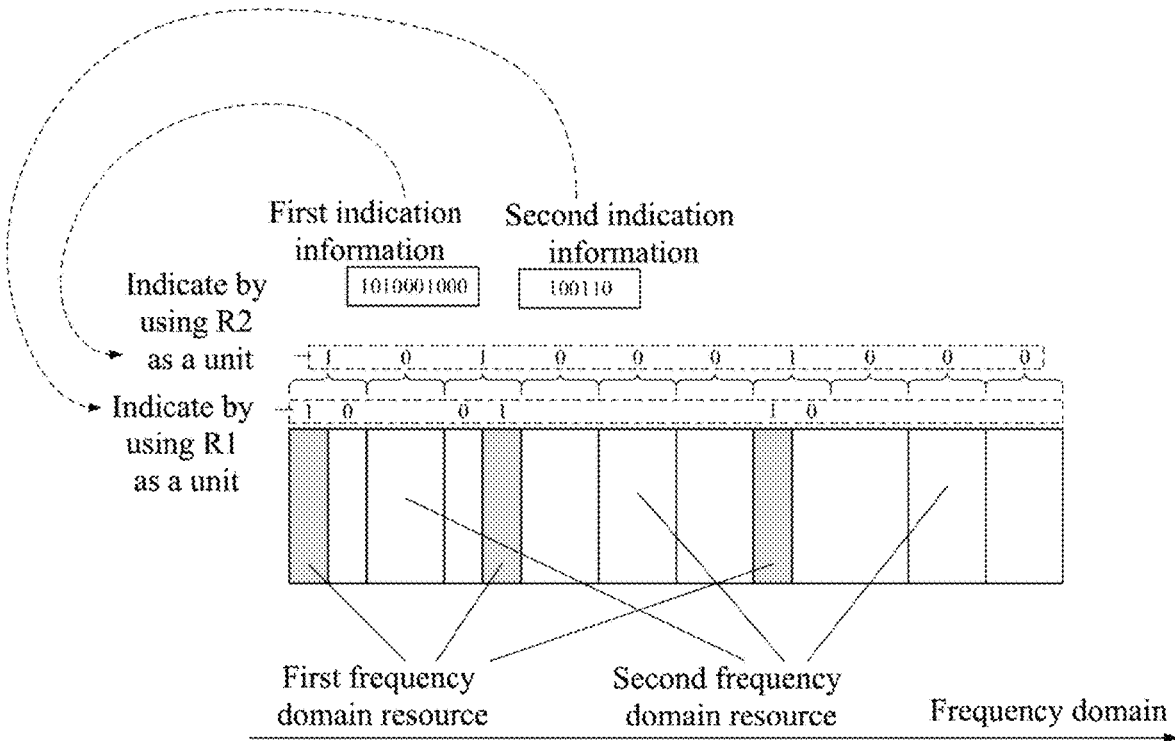 First indication
information
1010001000
Second indication
information
100110
Indicate by
using R2
as a unit
1 0 1 0 0 0 1 0 0 0
Indicate by
using R1
as a unit
1 0 0 1 1 0
First frequency
domain resource
Second frequency
domain resource
Frequency domain